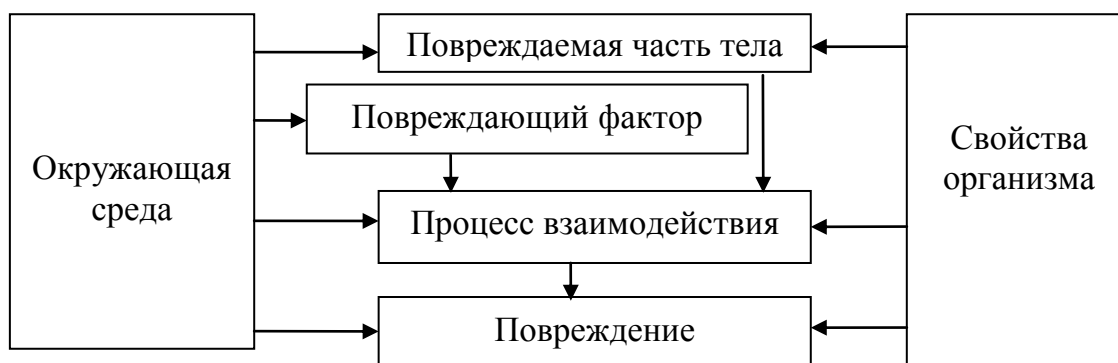 Повреждаемая часть тела
Повреждающий фактор
Окружающая
среда
Свойства
организма
Процесс взаимодействия
Повреждение